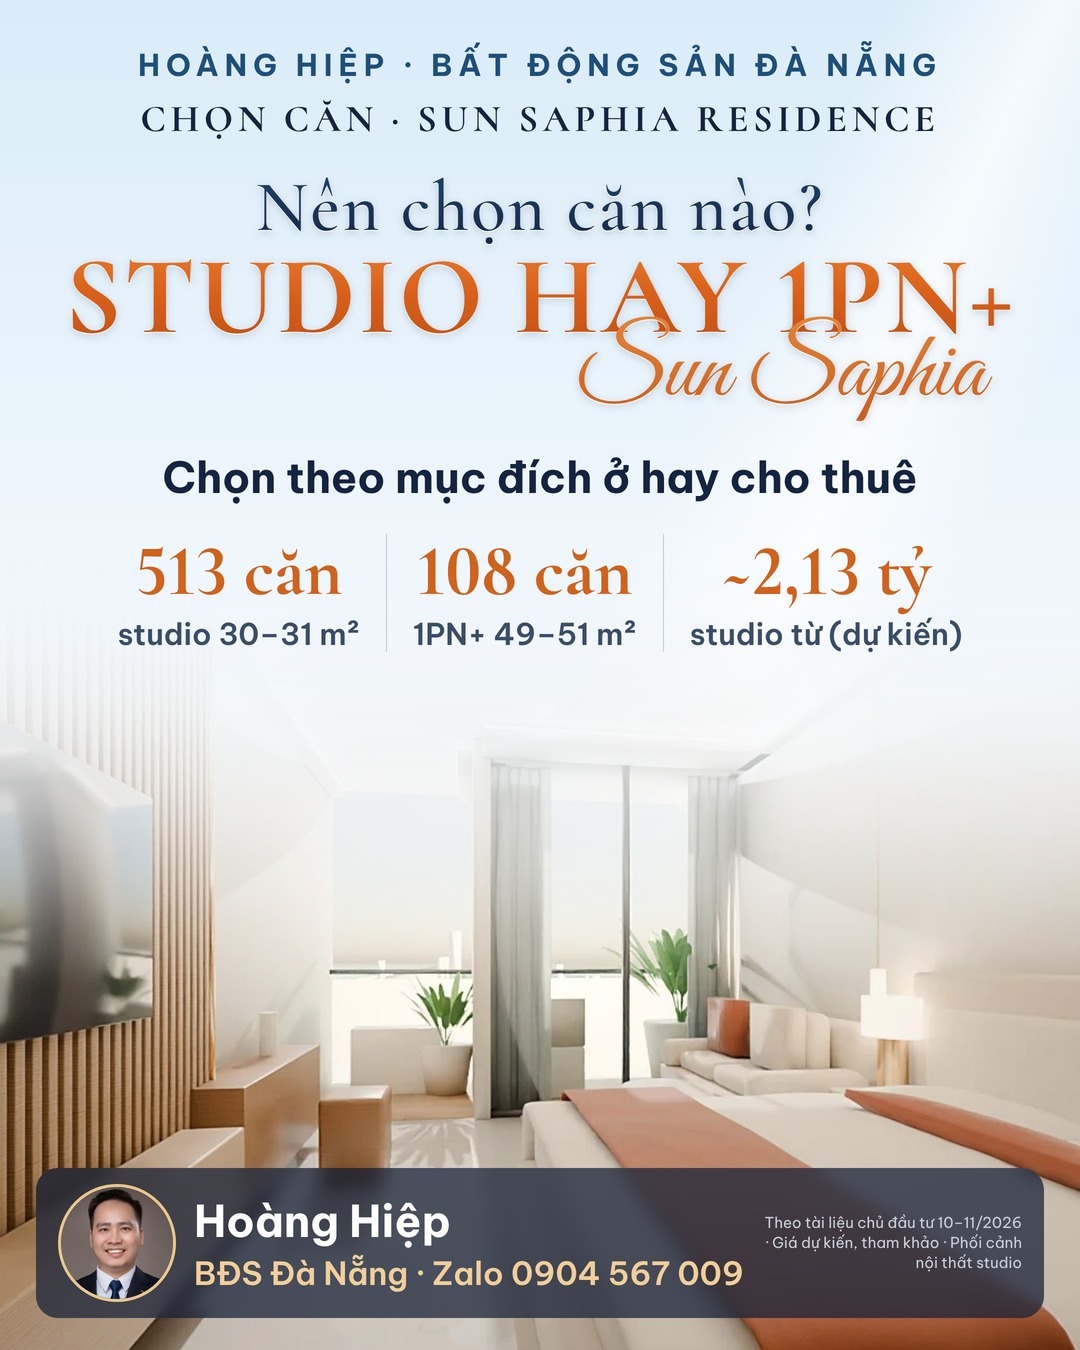 HOÀNG HIỆP · BẤT ĐỘNG SẢN ĐÀ NẴNG
CHỌN CĂN · SUN SAPHIA RESIDENCE
Nên chọn căn nào?
STUDIO HAY 1PN+
Sun Saphia
Chọn theo mục đích ở hay cho thuê
513 căn
studio 30–31 m²
108 căn
1PN+ 49–51 m²
~2,13 tỷ
studio từ (dự kiến)
Hoàng Hiệp
BĐS Đà Nẵng · Zalo 0904 567 009
Theo tài liệu chủ đầu tư 10–11/2026
· Giá dự kiến, tham khảo · Phối cảnh
nội thất studio